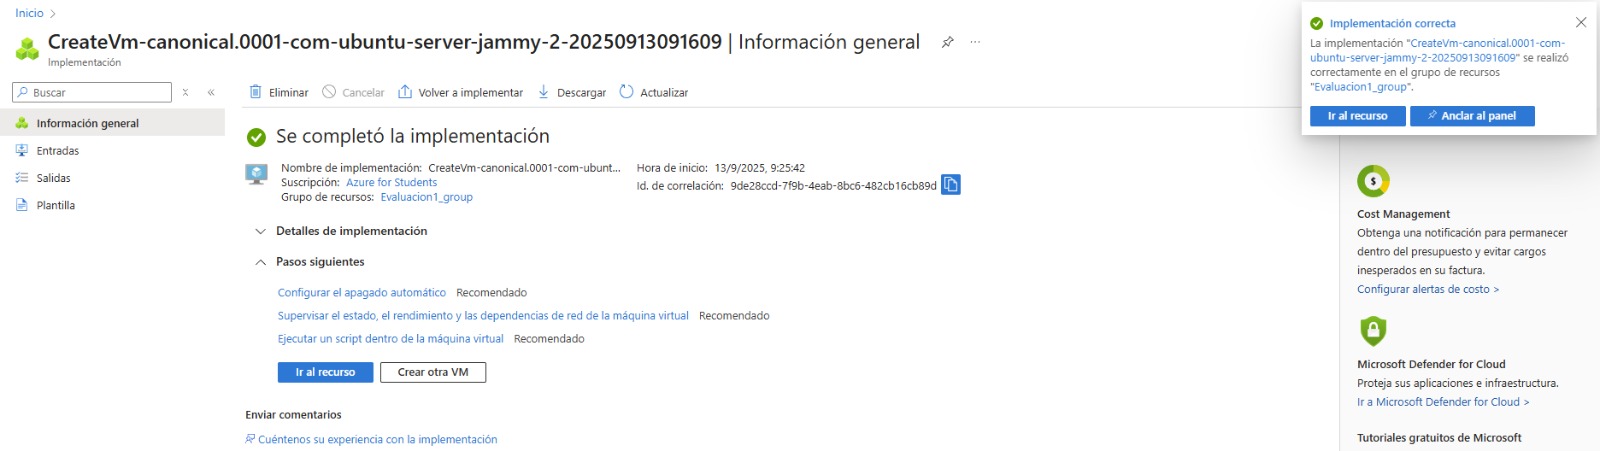 Inicio >
CreateVm-canonical.0001-com-ubuntu-server-jammy-2-20250913091609 | Información general
Implementación
Buscar
Información general
Entradas
Salidas
Plantilla
Eliminar Cancelar Volver a implementar Descargar Actualizar
Se completó la implementación
Nombre de implementación: CreateVm-canonical.0001-com-ubunt...
Suscripción: Azure for Students
Grupo de recursos: Evaluacion1_group
Hora de inicio: 13/9/2025, 9:25:42
Id. de correlación: 9de28ccd-7f9b-4eab-8bc6-482cb16cb89d
Detalles de implementación
Pasos siguientes
Configurar el apagado automático Recomendado
Supervisar el estado, el rendimiento y las dependencias de red de la máquina virtual Recomendado
Ejecutar un script dentro de la máquina virtual Recomendado
Ir al recurso Crear otra VM
Enviar comentarios
Cuéntenos su experiencia con la implementación
Implementación correcta
La implementación "CreateVm-canonical.0001-com-
ubuntu-server-jammy-2-20250913091609" se realizó
correctamente en el grupo de recursos
"Evaluacion1_group".
Ir al recurso Anclar al panel
Cost Management
Obtenga una notificación para permanecer
dentro del presupuesto y evitar cargos
inesperados en su factura.
Configurar alertas de costo >
Microsoft Defender for Cloud
Proteja sus aplicaciones e infraestructura.
Ir a Microsoft Defender for Cloud >
Tutoriales gratuitos de Microsoft